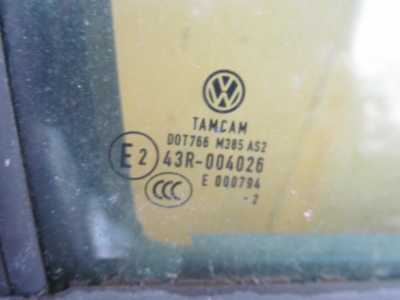 TAMCAM
DOT766 M385 AS2
E2 43R-004026
CCC E 000794
· 2